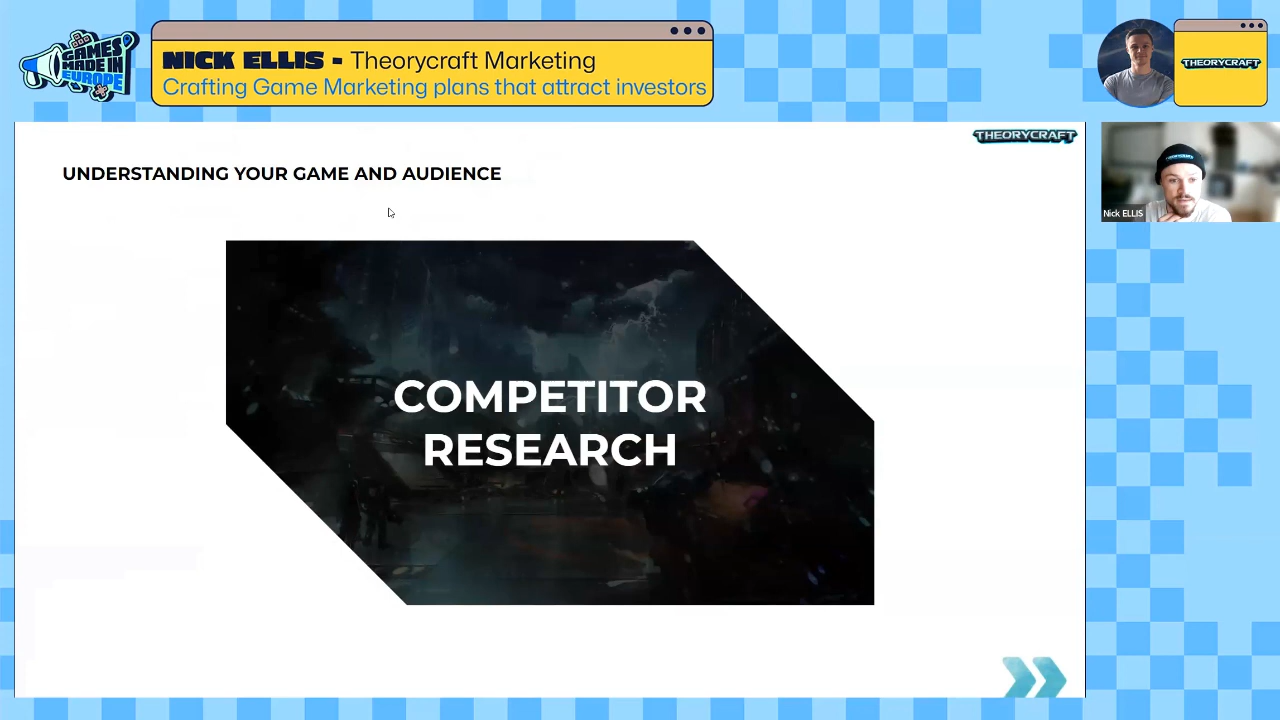 GAMES
MADE IN
EUROPE
NICK ELLIS - Theorycraft Marketing
Crafting Game Marketing plans that attract investors
THEORYCRAFT
THEORYCRAFT
UNDERSTANDING YOUR GAME AND AUDIENCE
COMPETITOR
RESEARCH
Nick ELLIS